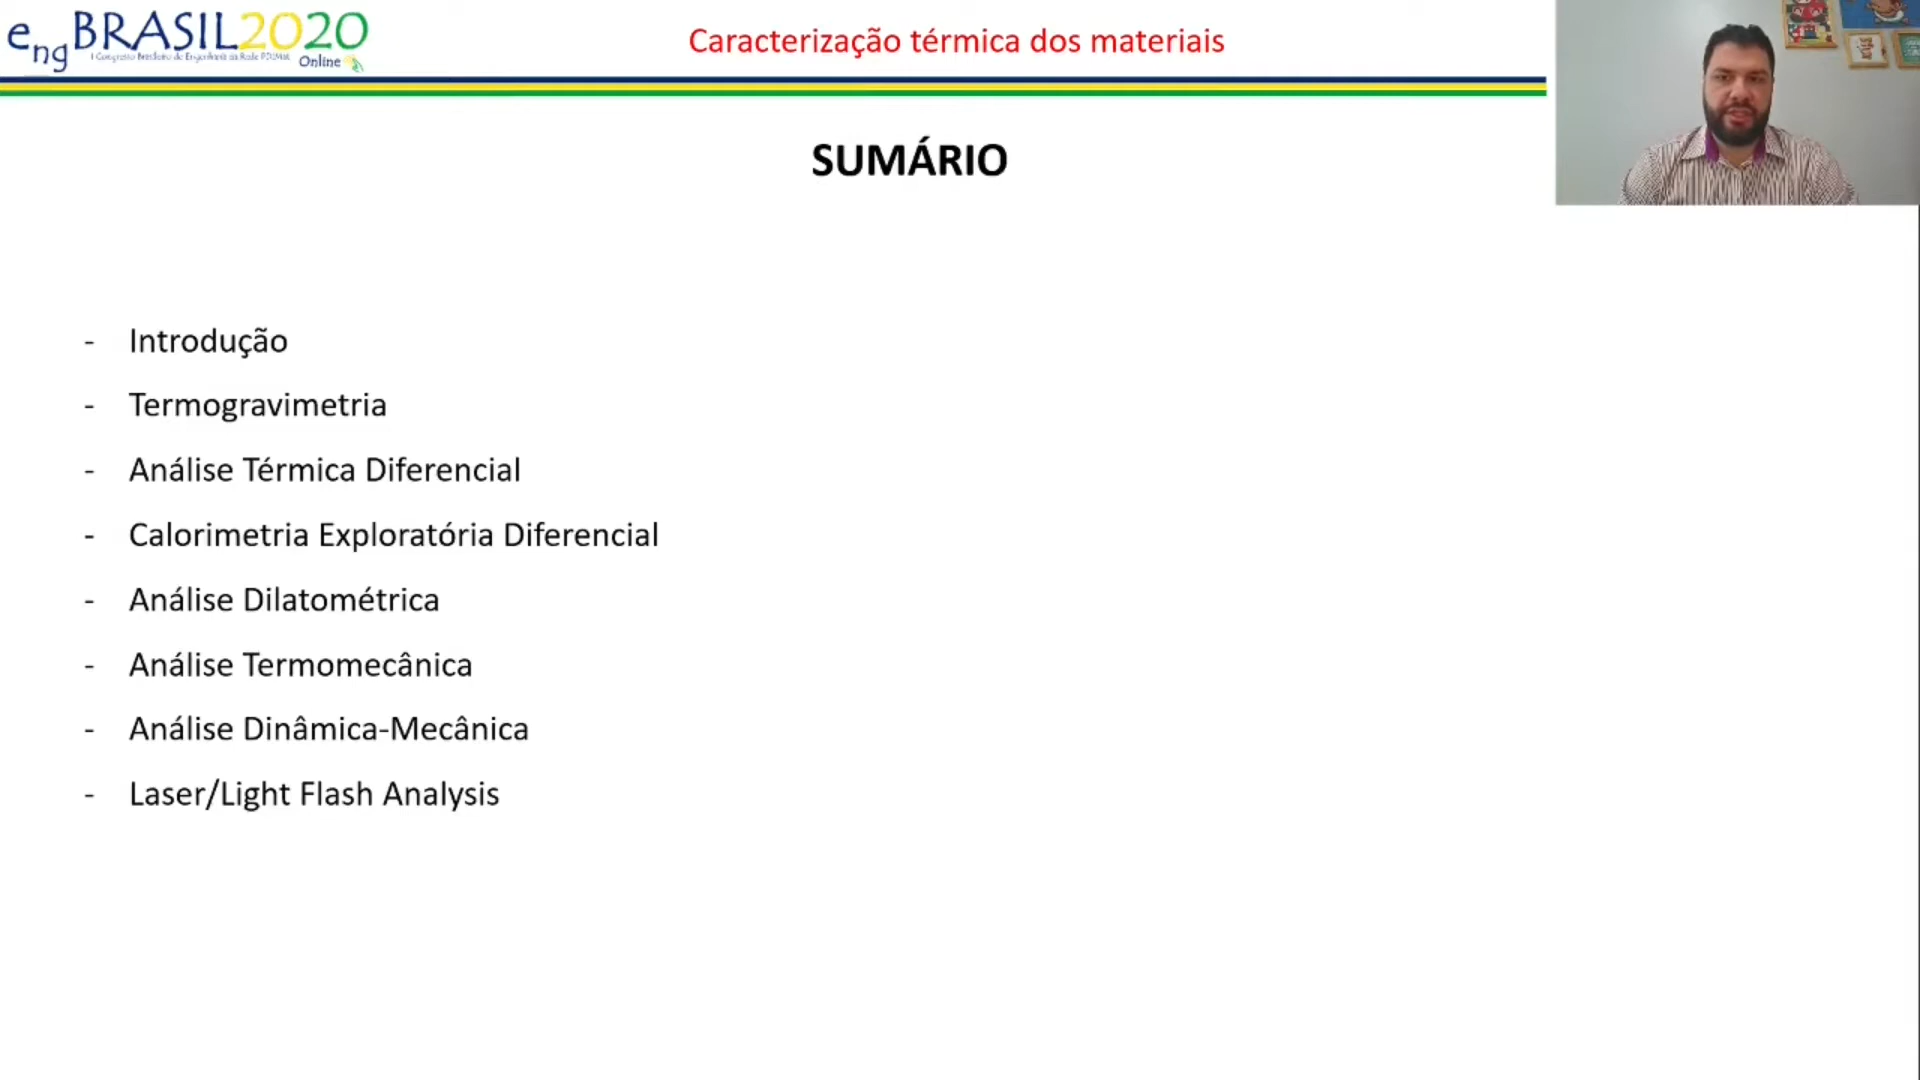 engBRASIL2020
I Congresso Brasileiro de Engenharia da Rede PDIMat
Online
Caracterização térmica dos materiais
SUMÁRIO
- Introdução
- Termogravimetria
- Análise Térmica Diferencial
- Calorimetria Exploratória Diferencial
- Análise Dilatométrica
- Análise Termomecânica
- Análise Dinâmica-Mecânica
- Laser/Light Flash Analysis